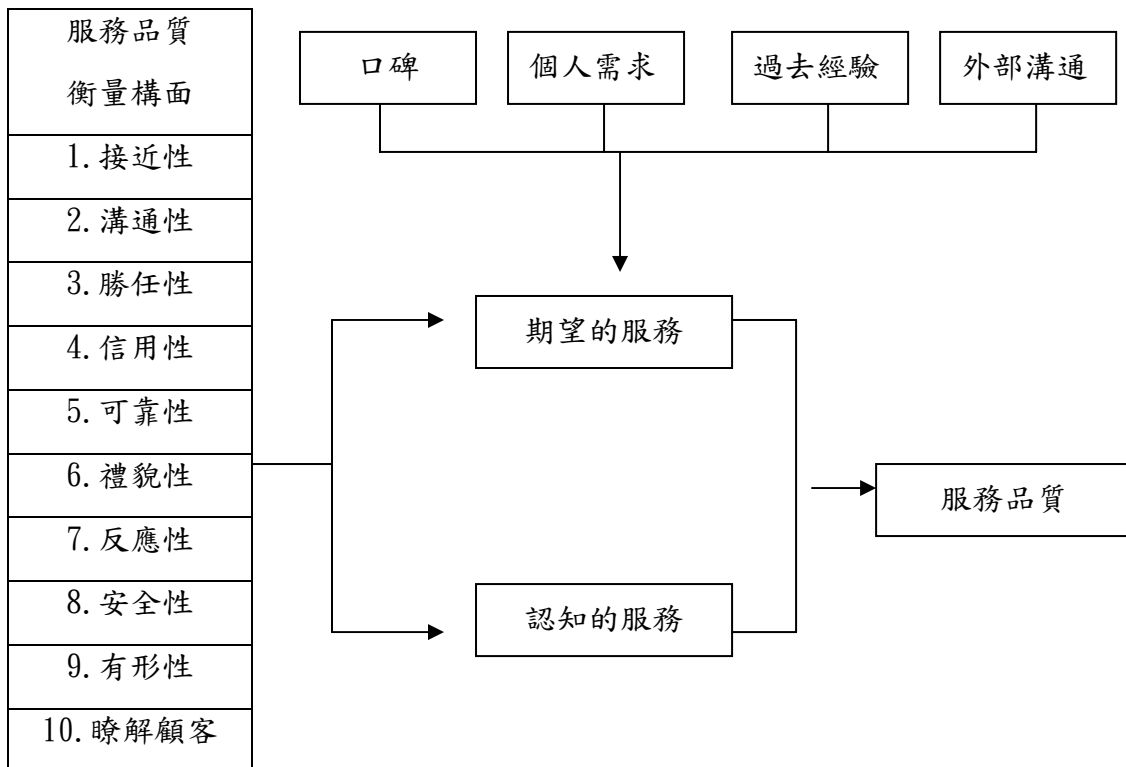 服務品質
衡量構面
1.接近性
2.溝通性
3.勝任性
4.信用性
5.可靠性
6.禮貌性
7.反應性
8.安全性
9.有形性
10.瞭解顧客
口碑
個人需求
過去經驗
外部溝通
期望的服務
認知的服務
服務品質